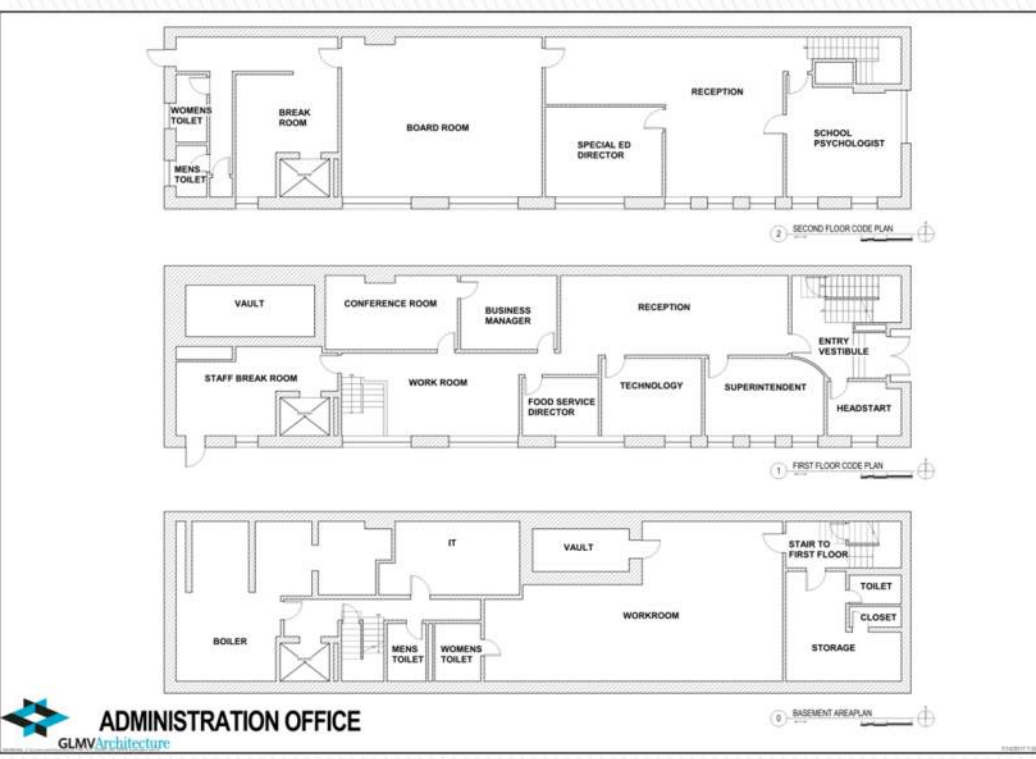 WOMENS
TOILET
MENS
TOILET
BREAK
ROOM
BOARD ROOM
SPECIAL ED
DIRECTOR
RECEPTION
SCHOOL
PSYCHOLOGIST
2 SECOND FLOOR CODE PLAN
VAULT
CONFERENCE ROOM
BUSINESS
MANAGER
RECEPTION
ENTRY
VESTIBULE
STAFF BREAK ROOM
WORK ROOM
FOOD SERVICE
DIRECTOR
TECHNOLOGY
SUPERINTENDENT
HEADSTART
1 FIRST FLOOR CODE PLAN
IT
VAULT
STAIR TO
FIRST FLOOR
TOILET
CLOSET
BOILER
MENS
TOILET
WOMENS
TOILET
WORKROOM
STORAGE
0 BASEMENT AREAPLAN
ADMINISTRATION OFFICE
GLMVArchitecture